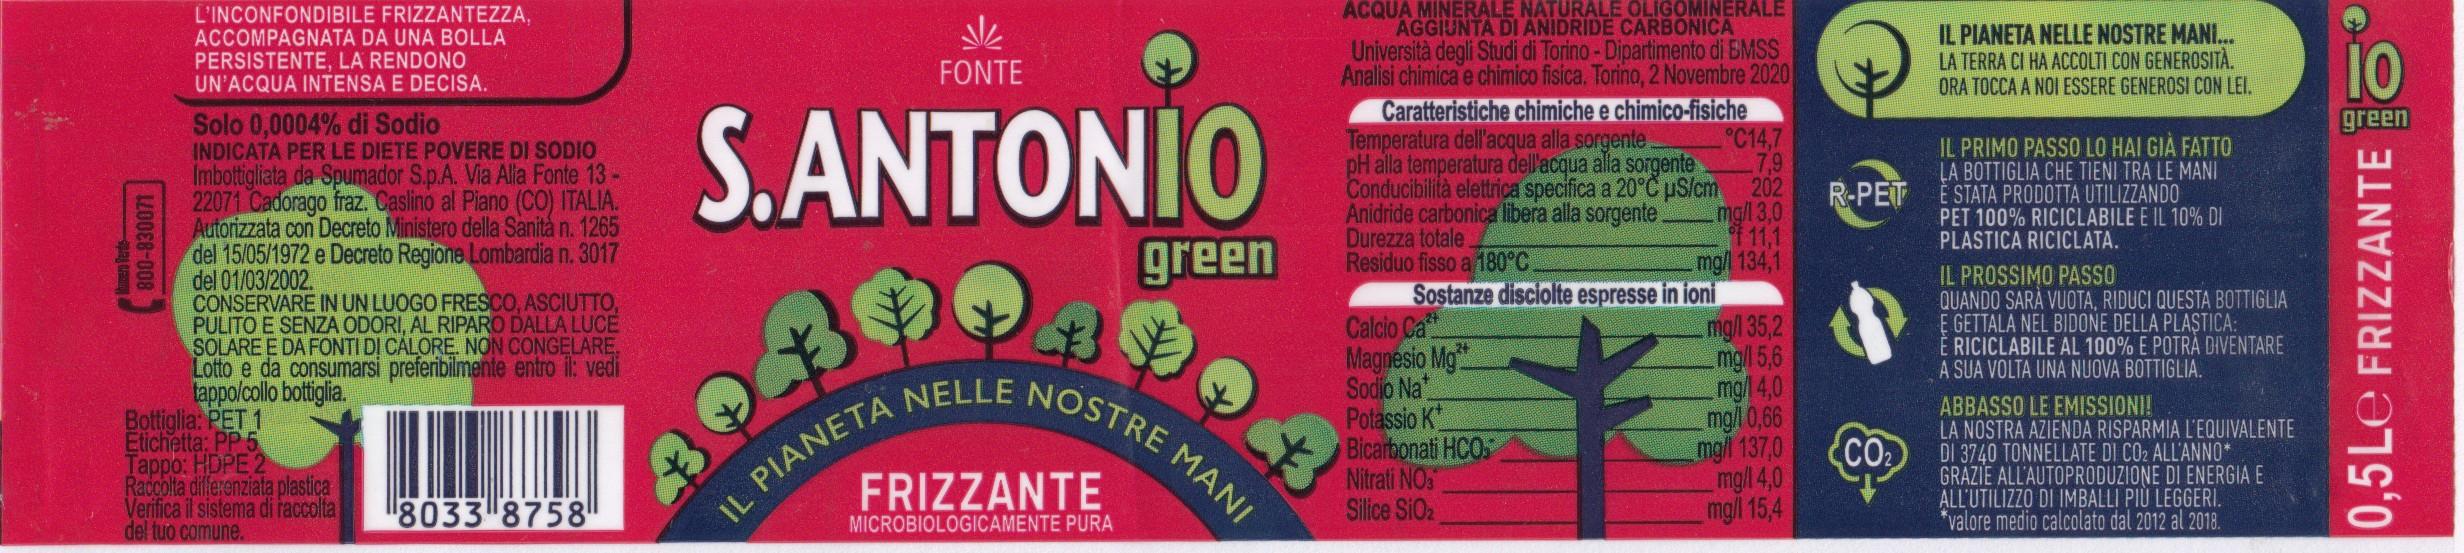 L'INCONFONDIBILE FRIZZANTEZZA,
ACCOMPAGNATA DA UNA BOLLA
PERSISTENTE, LA RENDONO
UN'ACQUA INTENSA E DECISA.
Solo 0,0004% di Sodio
INDICATA PER LE DIETE POVERE DI SODIO
Imbottigliata da Spumador S.p.A. Via Alla Fonte 13 -
22071 Cadorago fraz. Caslino al Piano (CO) ITALIA.
Autorizzata con Decreto Ministero della Sanità n. 1265
del 15/05/1972 e Decreto Regione Lombardia n. 3017
del 01/03/2002.
CONSERVARE IN UN LUOGO FRESCO, ASCIUTTO,
PULITO E SENZA ODORI, AL RIPARO DALLA LUCE
SOLARE E DA FONTI DI CALORE. NON CONGELARE.
Lotto e da consumarsi preferibilmente entro il: vedi
tappo/collo bottiglia.
Numero Verde
800-830071
Bottiglia: PET 1
Etichetta: PP 5
Tappo: HDPE 2
Raccolta differenziata plastica
Verifica il sistema di raccolta
del tuo comune.
8033 8758
FONTE
S.ANTONIO
green
IL PIANETA NELLE NOSTRE MANI
FRIZZANTE
MICROBIOLOGICAMENTE PURA
ACQUA MINERALE NATURALE OLIGOMINERALE
AGGIUNTA DI ANIDRIDE CARBONICA
Università degli Studi di Torino - Dipartimento di BMSS
Analisi chimica e chimico fisica. Torino, 2 Novembre 2020
Caratteristiche chimiche e chimico-fisiche
Temperatura dell'acqua alla sorgente °C14,7
pH alla temperatura dell'acqua alla sorgente 7,9
Conducibilità elettrica specifica a 20°C µS/cm 202
Anidride carbonica libera alla sorgente mg/l 3,0
Durezza totale °f 11,1
Residuo fisso a 180°C mg/l 134,1
Sostanze disciolte espresse in ioni
Calcio Ca²⁺ mg/l 35,2
Magnesio Mg²⁺ mg/l 5,6
Sodio Na⁺ mg/l 4,0
Potassio K⁺ mg/l 0,66
Bicarbonati HCO₃⁻ mg/l 137,0
Nitrati NO₃⁻ mg/l 4,0
Silice SiO₂ mg/l 15,4
IL PIANETA NELLE NOSTRE MANI...
LA TERRA CI HA ACCOLTI CON GENEROSITÀ.
ORA TOCCA A NOI ESSERE GENEROSI CON LEI.
R-PET
IL PRIMO PASSO LO HAI GIÀ FATTO
LA BOTTIGLIA CHE TIENI TRA LE MANI
È STATA PRODOTTA UTILIZZANDO
PET 100% RICICLABILE E IL 10% DI
PLASTICA RICICLATA.
IL PROSSIMO PASSO
QUANDO SARÀ VUOTA, RIDUCI QUESTA BOTTIGLIA
E GETTALA NEL BIDONE DELLA PLASTICA:
È RICICLABILE AL 100% E POTRÀ DIVENTARE
A SUA VOLTA UNA NUOVA BOTTIGLIA.
CO₂
ABBASSO LE EMISSIONI!
LA NOSTRA AZIENDA RISPARMIA L'EQUIVALENTE
DI 3740 TONNELLATE DI CO₂ ALL'ANNO*
GRAZIE ALL'AUTOPRODUZIONE DI ENERGIA E
ALL'UTILIZZO DI IMBALLI PIÙ LEGGERI.
*valore medio calcolato dal 2012 al 2018.
IO
green
0,5L e FRIZZANTE